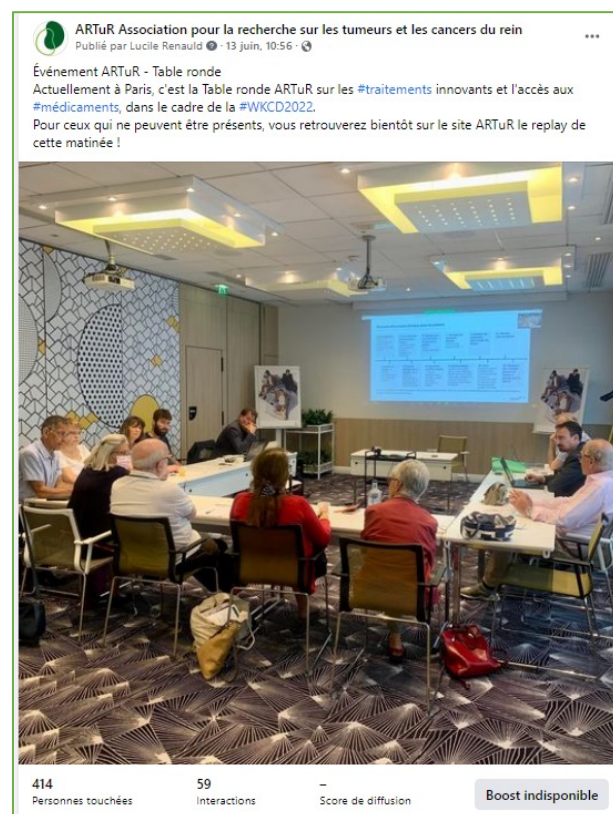 ARTuR Association pour la recherche sur les tumeurs et les cancers du rein
Publié par Lucile Renauld · 13 juin, 10:56 ·
Événement ARTuR - Table ronde
Actuellement à Paris, c'est la Table ronde ARTuR sur les #traitements innovants et l'accès aux
#médicaments, dans le cadre de la #WKCD2022.
Pour ceux qui ne peuvent être présents, vous retrouverez bientôt sur le site ARTuR le replay de
cette matinée !
414
Personnes touchées
59
Interactions
–
Score de diffusion
Boost indisponible